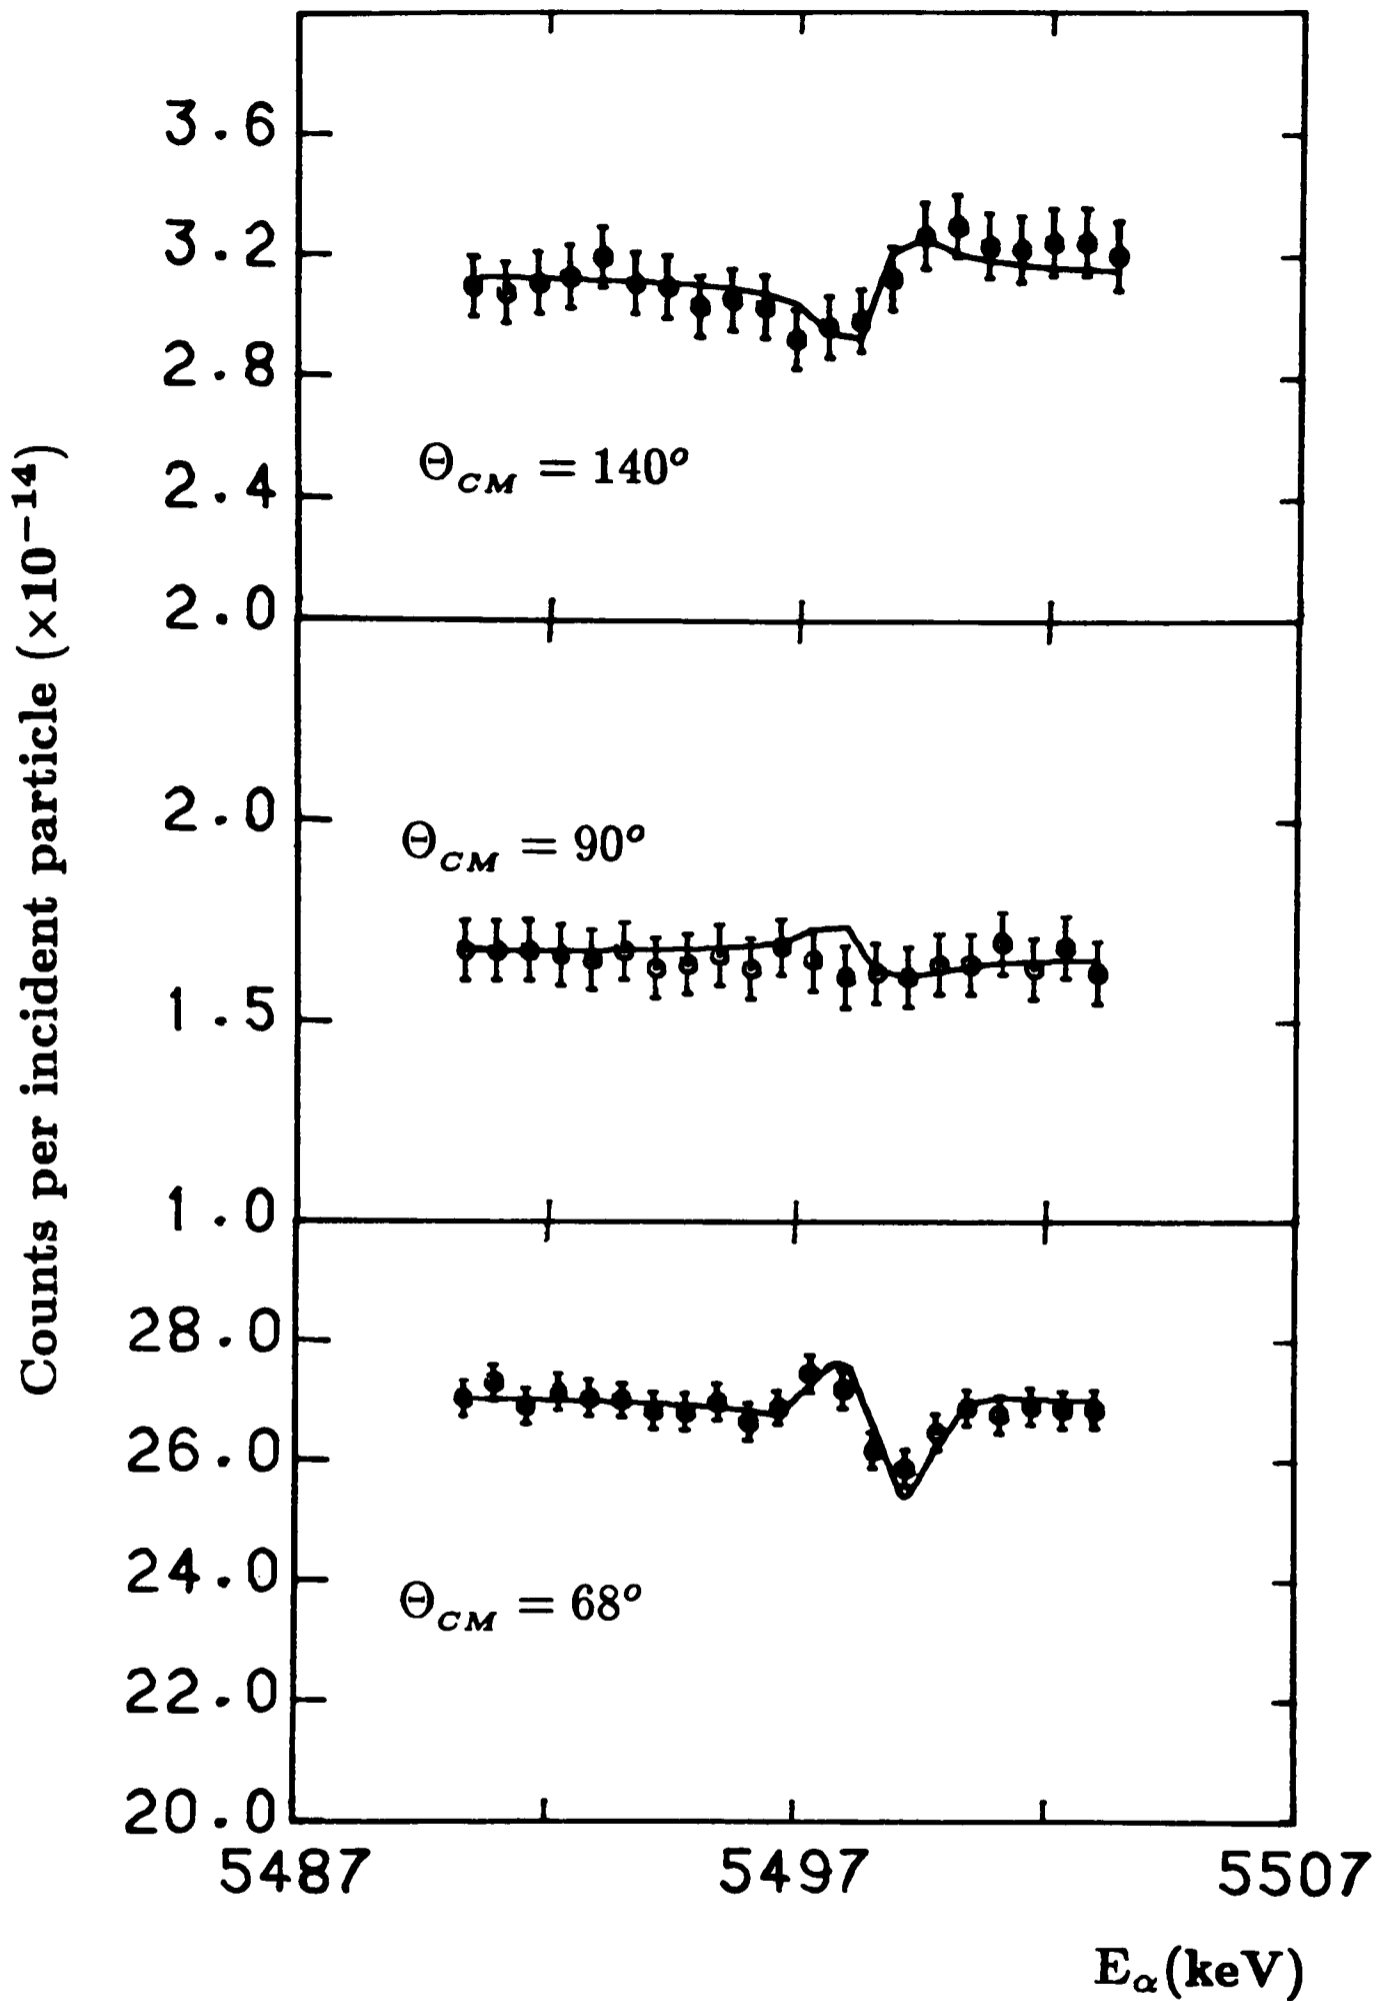 Counts per incident particle (×10⁻¹⁴)
3.6
3.2
2.8
2.4
2.0
Θ_CM = 140°
2.0
1.5
1.0
Θ_CM = 90°
28.0
26.0
24.0
22.0
20.0
Θ_CM = 68°
5487 5497 5507
E_α(keV)